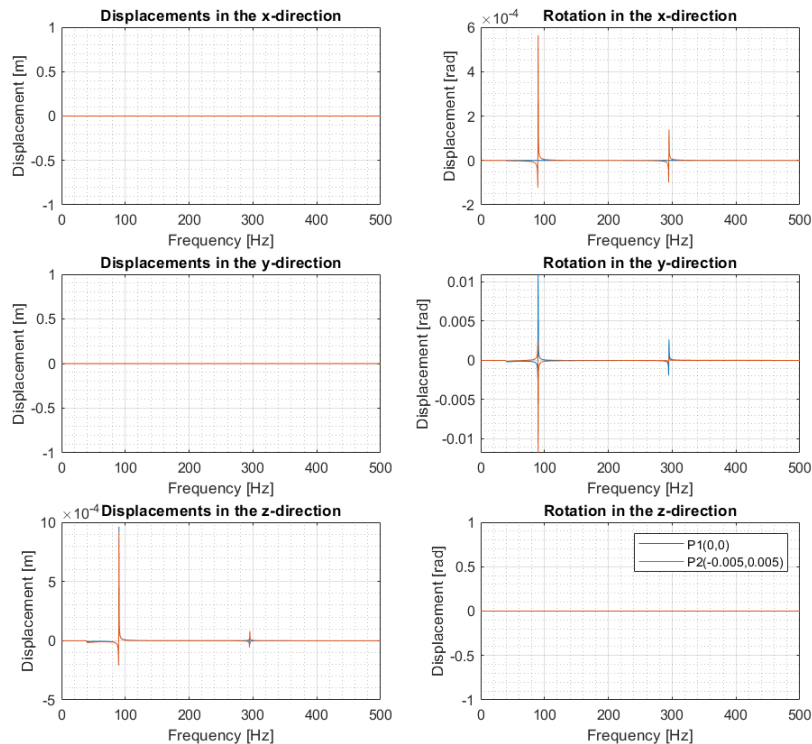 Displacements in the x-direction
1
0.5
0
-0.5
-1
Displacement [m]
0 100 200 300 400 500
Frequency [Hz]
Rotation in the x-direction
×10-4
6
4
2
0
-2
Displacement [rad]
0 100 200 300 400 500
Frequency [Hz]
Displacements in the y-direction
1
0.5
0
-0.5
-1
Displacement [m]
0 100 200 300 400 500
Frequency [Hz]
Rotation in the y-direction
0.01
0.005
0
-0.005
-0.01
Displacement [rad]
0 100 200 300 400 500
Frequency [Hz]
×10-4 Displacements in the z-direction
10
5
0
-5
Displacement [m]
0 100 200 300 400 500
Frequency [Hz]
Rotation in the z-direction
1
0.5
0
-0.5
-1
Displacement [rad]
P1(0,0)
P2(-0.005,0.005)
0 100 200 300 400 500
Frequency [Hz]